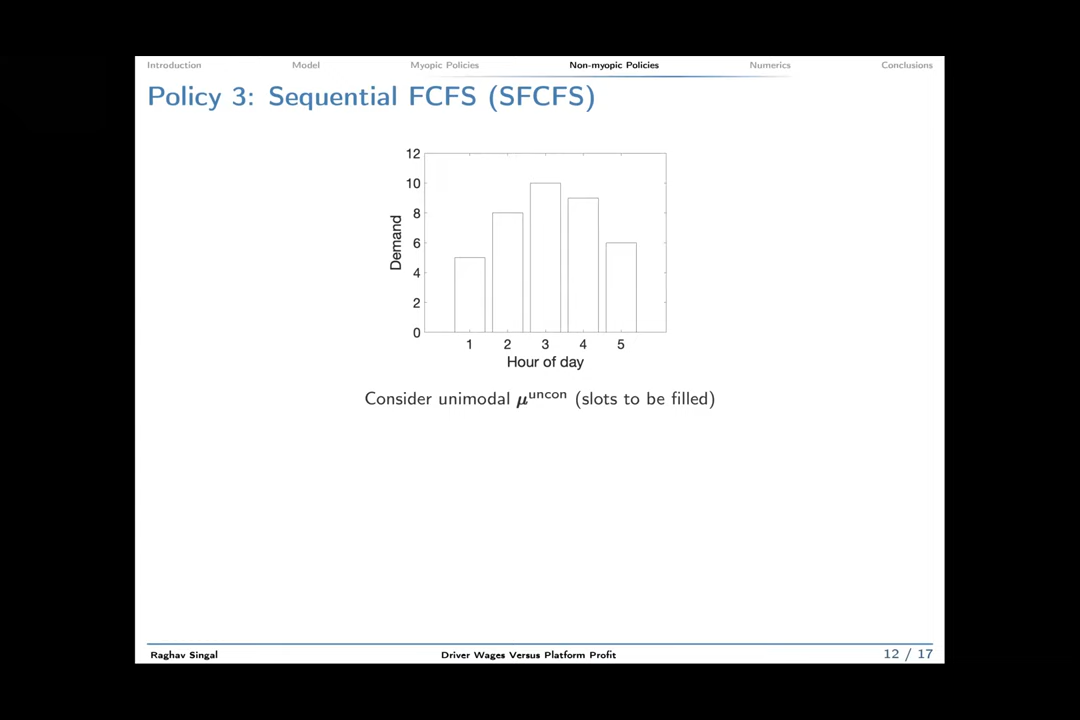 Introduction Model Myopic Policies Non-myopic Policies Numerics Conclusions
Policy 3: Sequential FCFS (SFCFS)
12
10
8
6
4
2
0
Demand
1 2 3 4 5
Hour of day
Consider unimodal μ^uncon (slots to be filled)
Raghav Singal Driver Wages Versus Platform Profit 12 / 17